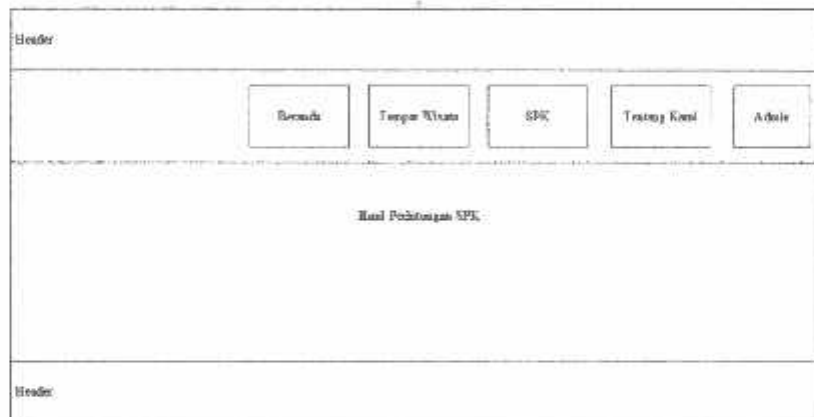 Header
Beranda Tempat Wisata SPK Tentang Kami Admin
Hasil Perhitungan SPK
Header